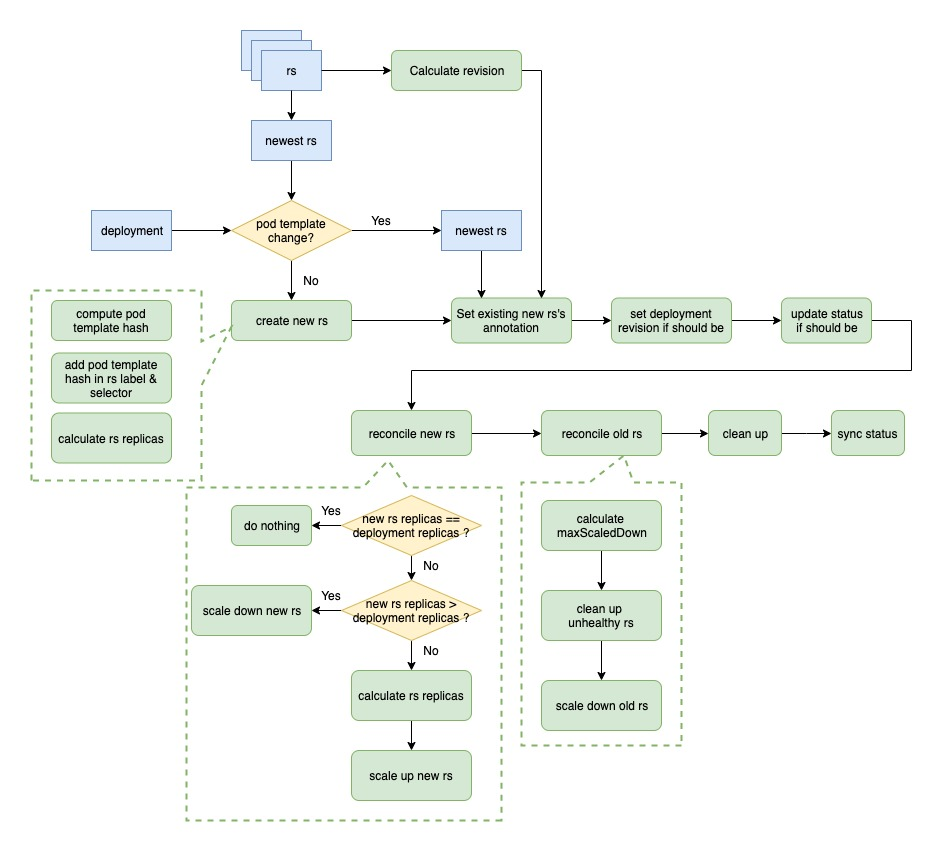 rs
Calculate revision
newest rs
deployment
pod template
change?
Yes
newest rs
No
compute pod
template hash
create new rs
Set existing new rs's
annotation
set deployment
revision if should be
update status
if should be
add pod template
hash in rs label &
selector
calculate rs replicas
reconcile new rs
reconcile old rs
clean up
sync status
do nothing
Yes
new rs replicas ==
deployment replicas ?
No
scale down new rs
Yes
new rs replicas >
deployment replicas ?
No
calculate rs replicas
scale up new rs
calculate
maxScaledDown
clean up
unhealthy rs
scale down old rs